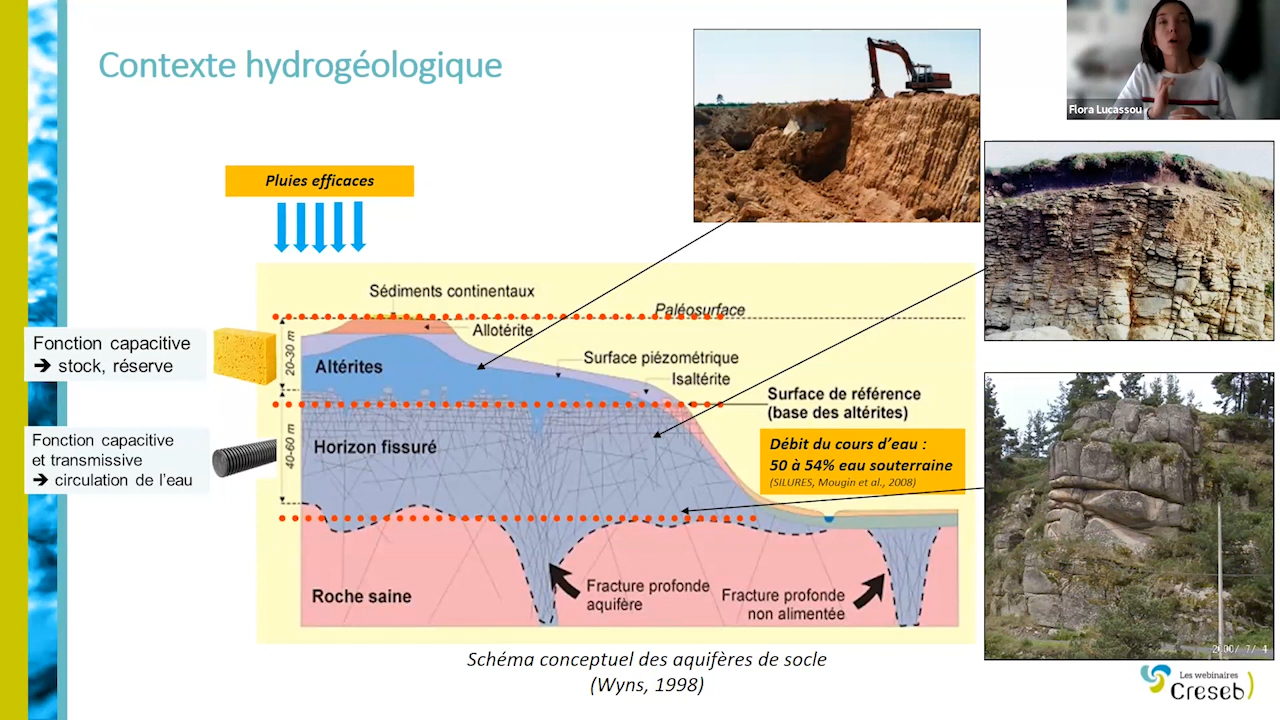 Contexte hydrogéologique
Flora Lucassou
Pluies efficaces
Sédiments continentaux
Paléosurface
Allotérite
20-30 m
Fonction capacitive
➔ stock, réserve
Altérites
Surface piézométrique
Isaltérite
Surface de référence
(base des altérites)
Fonction capacitive
et transmissive
➔ circulation de l'eau
40-60 m
Horizon fissuré
Débit du cours d'eau :
50 à 54% eau souterraine
(SILURES, Mougin et al., 2008)
Roche saine
Fracture profonde
aquifère
Fracture profonde
non alimentée
2000/ 7/ 4
Schéma conceptuel des aquifères de socle
(Wyns, 1998)
Les webinaires
Creseb